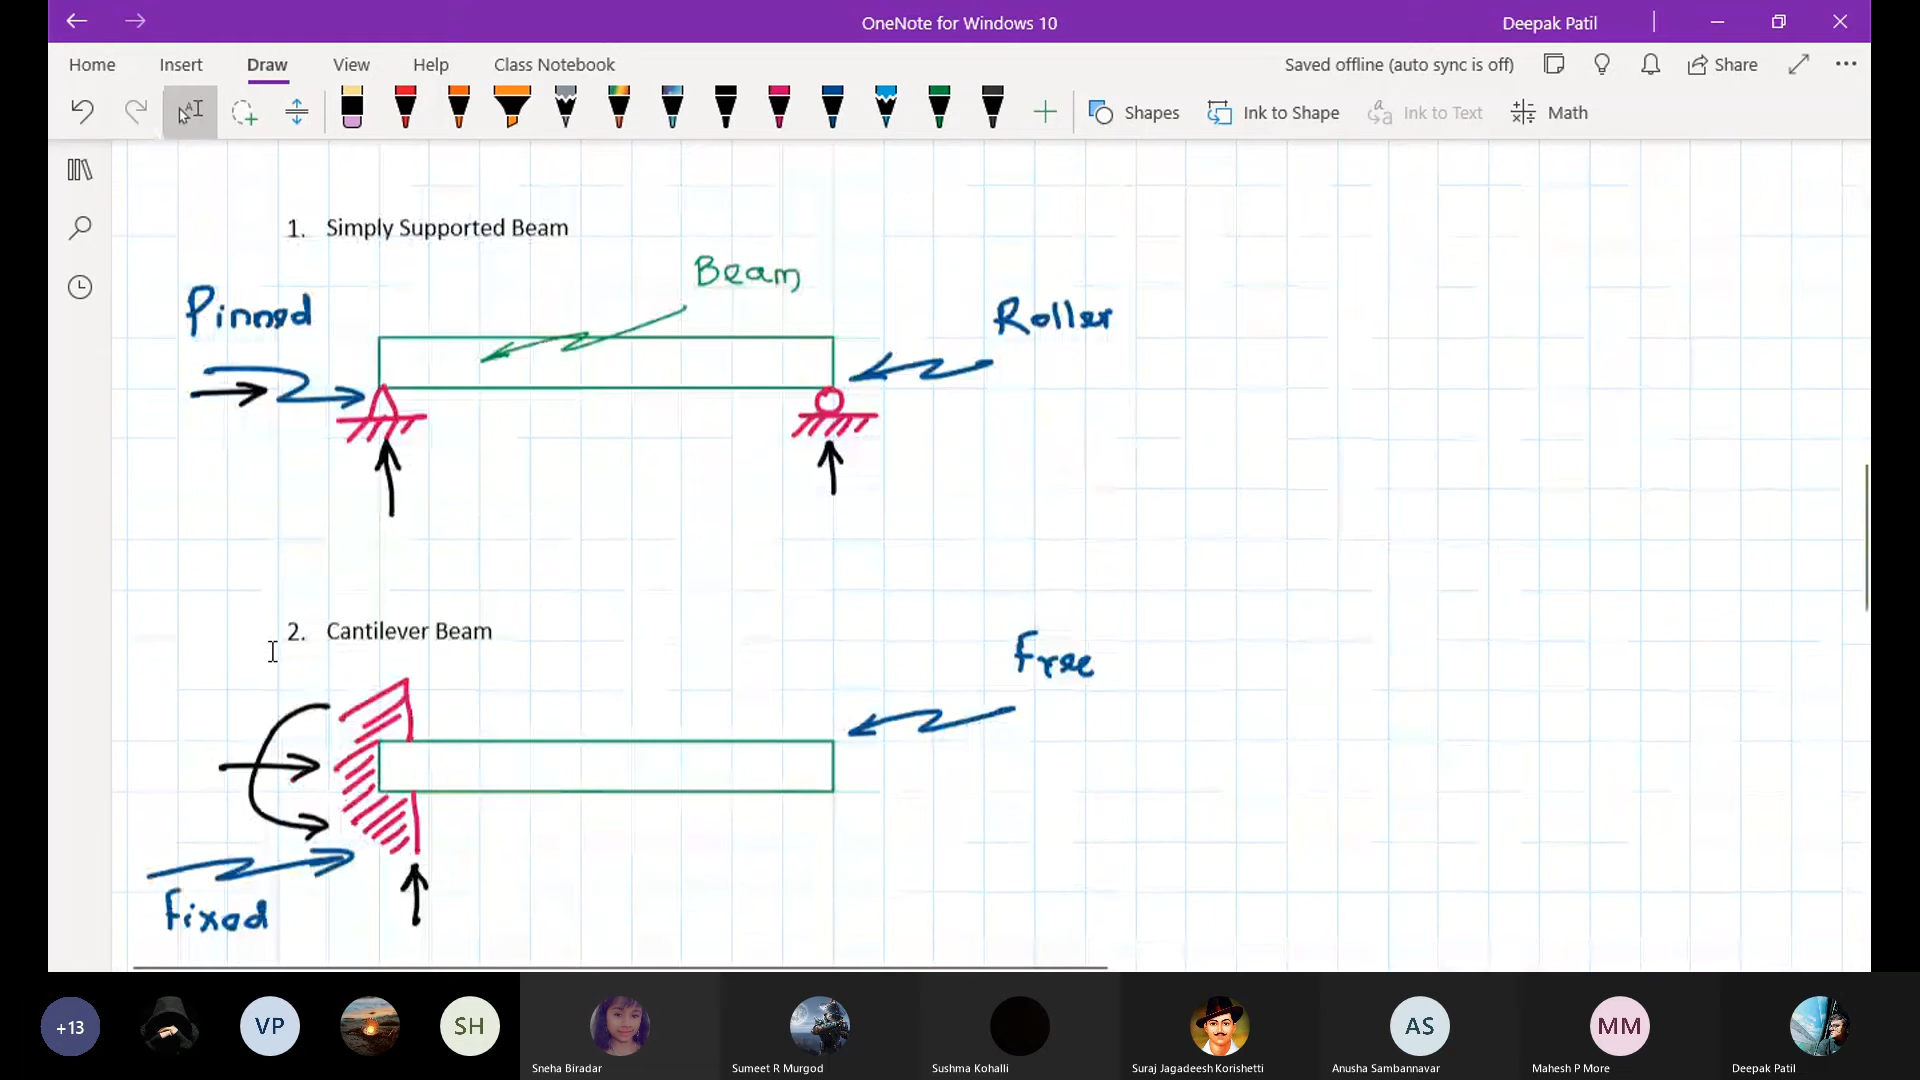 OneNote for Windows 10
Deepak Patil
Home Insert Draw View Help Class Notebook
Saved offline (auto sync is off) Share
Shapes Ink to Shape Ink to Text Math
1. Simply Supported Beam
Beam
Pinned
Roller
2. Cantilever Beam
Free
Fixed
+13 VP SH AS MM
Sneha Biradar Sumeet R Murgod Sushma Kohalli Suraj Jagadeesh Korishetti Anusha Sambannavar Mahesh P More Deepak Patil